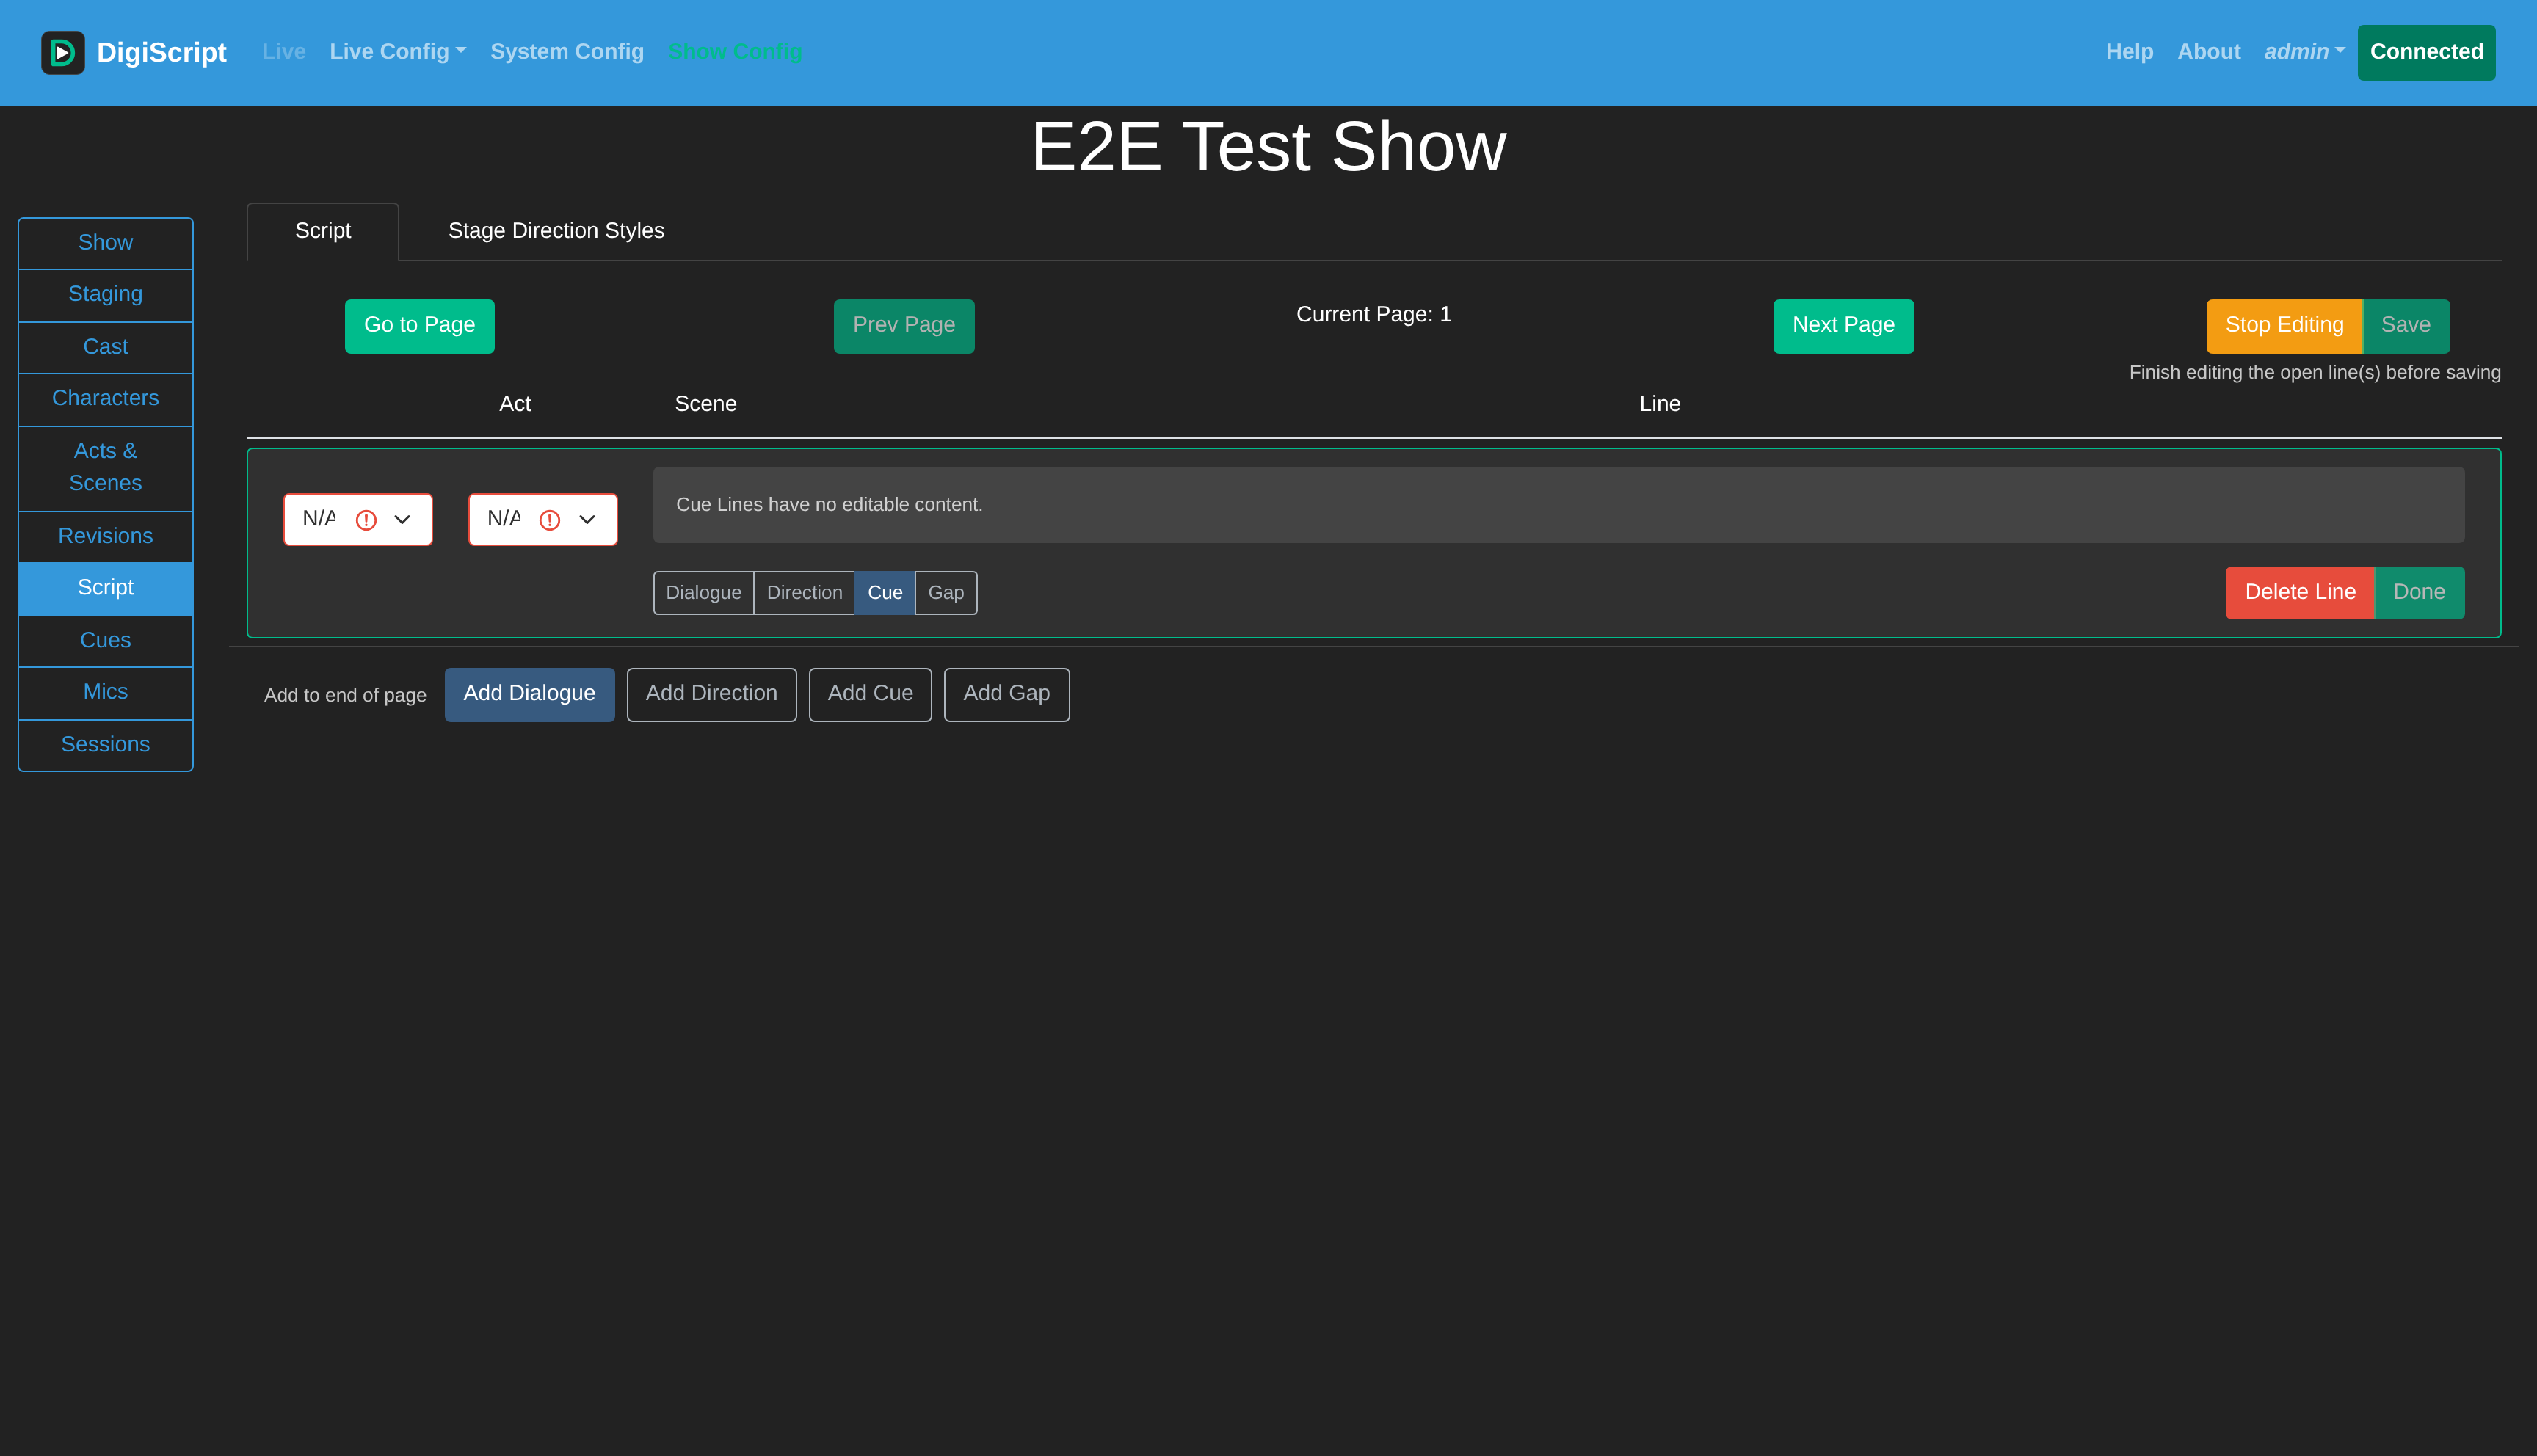 DigiScript Live Live Config System Config Show Config Help About admin Connected
E2E Test Show
Script Stage Direction Styles
Show
Staging
Cast
Characters
Acts &
Scenes
Revisions
Script
Cues
Mics
Sessions
Go to Page Prev Page Current Page: 1 Next Page Stop Editing Save
Finish editing the open line(s) before saving
Act Scene Line
N/A N/A Cue Lines have no editable content.
Dialogue Direction Cue Gap Delete Line Done
Add to end of page Add Dialogue Add Direction Add Cue Add Gap